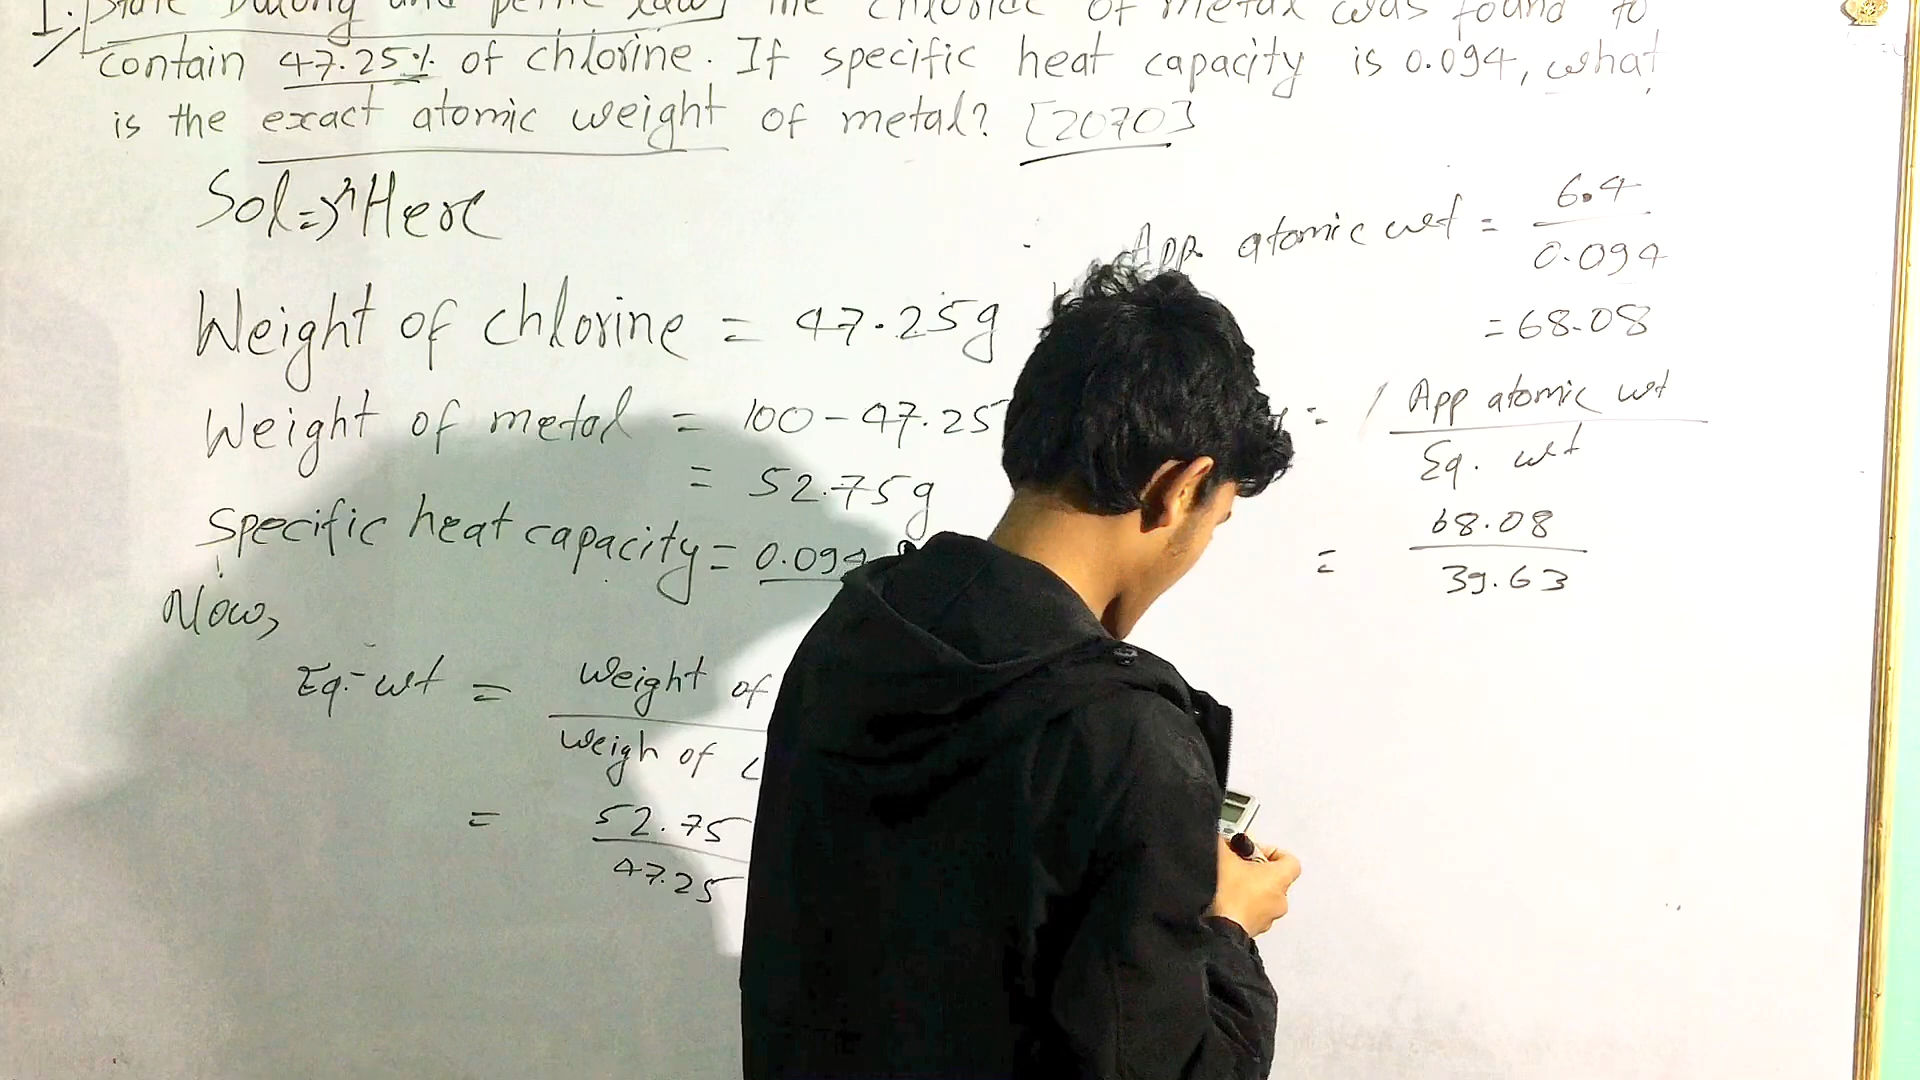 1. State Dulong and petit law. The chloride of metal was found to
contain 47.25% of chlorine. If specific heat capacity is 0.094, what
is the exact atomic weight of metal? [2070]
Sol=>n Here
Weight of chlorine = 47.25g
Weight of metal = 100-47.25
= 52.75g
Specific heat capacity = 0.094
Now,
Eq.-wt = Weight of
Weigh of
= 52.75
47.25
App. atomic wt = 6.4
0.094
=68.08
= App atomic wt
Eq. wt
= 68.08
39.63